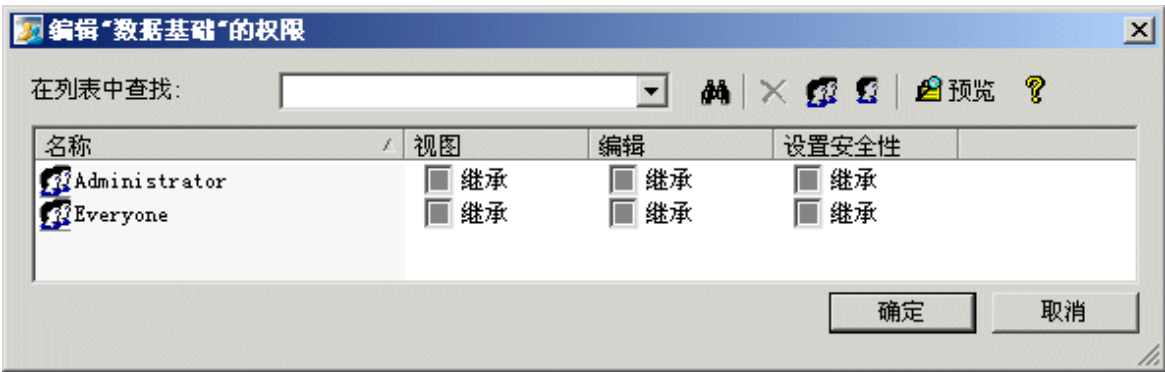 编辑“数据基础”的权限
在列表中查找:
预览
名称 视图 编辑 设置安全性
Administrator 继承 继承 继承
Everyone 继承 继承 继承
确定 取消